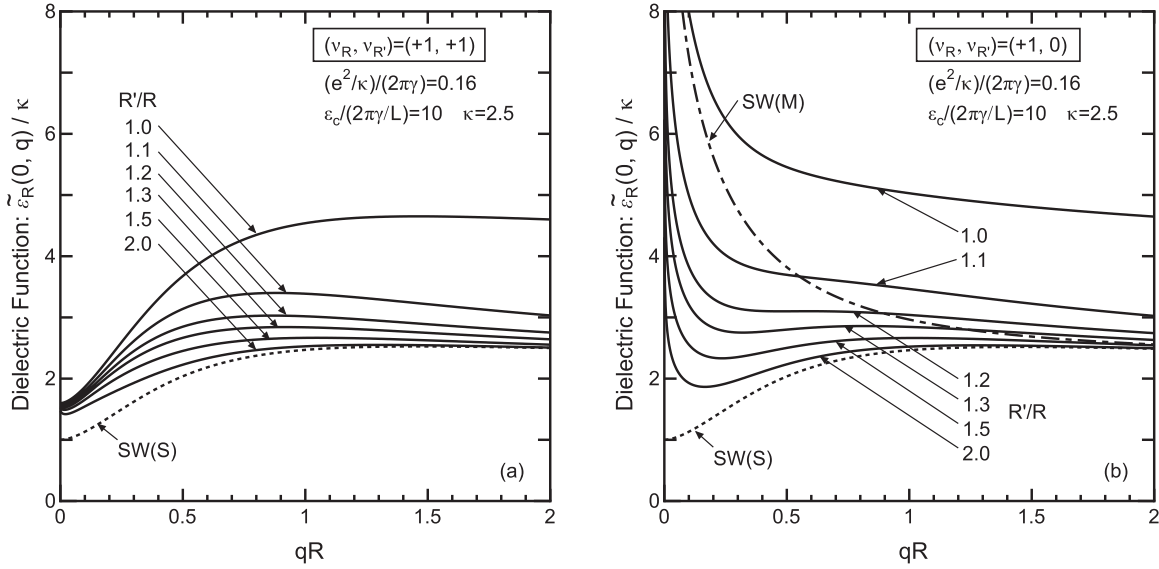 Dielectric Function: ε̃_R(0, q) / κ
8
6
4
2
0
(ν_R, ν_R')=(+1, +1)
(e²/κ)/(2πγ)=0.16
ε_c/(2πγ/L)=10 κ=2.5
R'/R
1.0
1.1
1.2
1.3
1.5
2.0
SW(S)
(a)
0 0.5 1 1.5 2
qR
Dielectric Function: ε̃_R(0, q) / κ
8
6
4
2
0
(ν_R, ν_R')=(+1, 0)
(e²/κ)/(2πγ)=0.16
ε_c/(2πγ/L)=10 κ=2.5
SW(M)
1.0
1.1
1.2
1.3 R'/R
1.5
2.0
SW(S)
(b)
0 0.5 1 1.5 2
qR